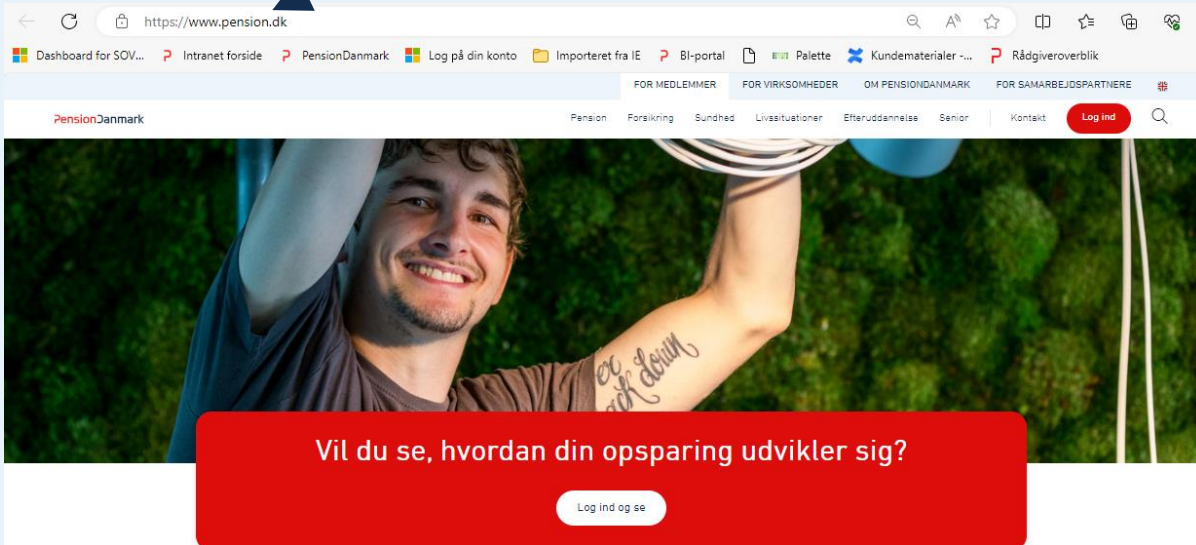 https://www.pension.dk
Dashboard for SOV... Intranet forside PensionDanmark Log på din konto Importeret fra IE BI-portal Palette Kundematerialer -... Rådgiveroverblik
FOR MEDLEMMER FOR VIRKSOMHEDER OM PENSIONDANMARK FOR SAMARBEJDSPARTNERE
PensionDanmark Pension Forsikring Sundhed Livssituationer Efteruddannelse Senior Kontakt Log ind
down
Vil du se, hvordan din opsparing udvikler sig?
Log ind og se